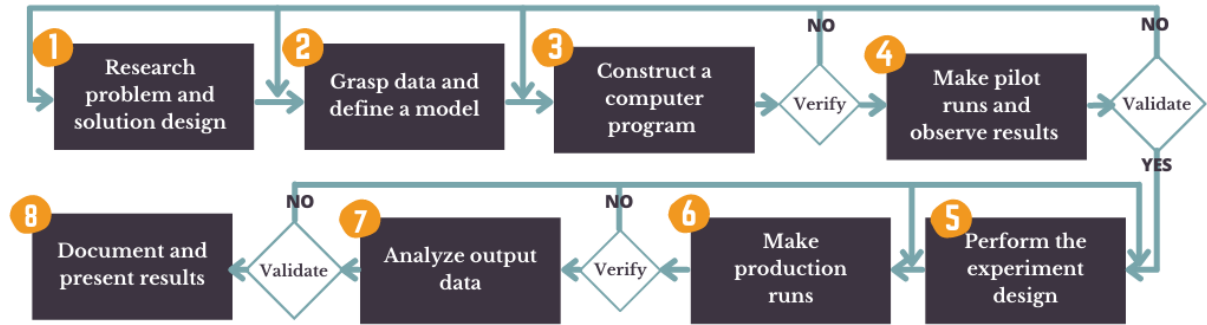 NO
NO
1
Research
problem and
solution design
2
Grasp data and
define a model
3
Construct a
computer
program
Verify
4
Make pilot
runs and
observe results
Validate
YES
8
Document and
present results
NO
Validate
7
Analyze output
data
NO
Verify
6
Make
production
runs
5
Perform the
experiment
design